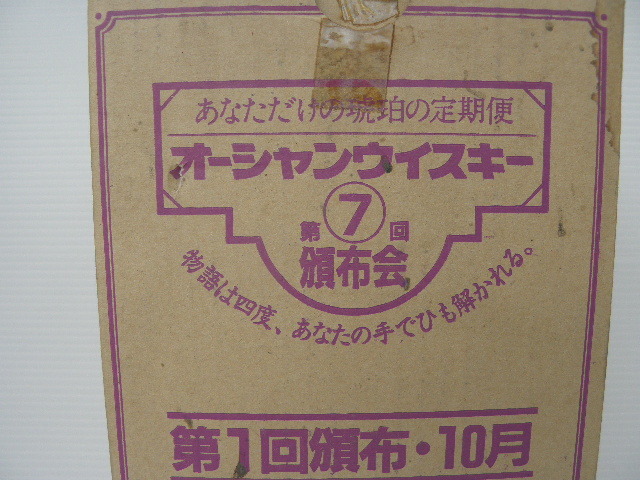 あなただけの琥珀の定期便
オーシャンウイスキー
第7回
頒布会
物語は四度、あなたの手でひも解かれる。
第1回頒布・10月